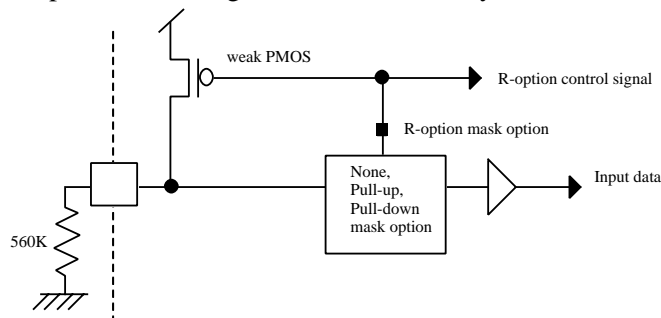 weak PMOS
R-option control signal
R-option mask option
None,
Pull-up,
Pull-down
mask option
Input data
560K